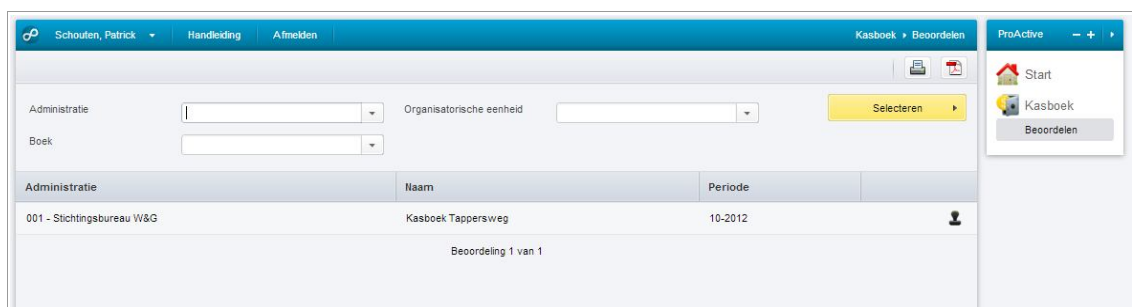 Schouten, Patrick Handleiding Afmelden Kasboek Beoordelen
Administratie Organisatorische eenheid Selecteren
Boek
Administratie Naam Periode
001 - Stichtingsbureau W&G Kasboek Tappersweg 10-2012
Beoordeling 1 van 1
ProActive
Start
Kasboek
Beoordelen